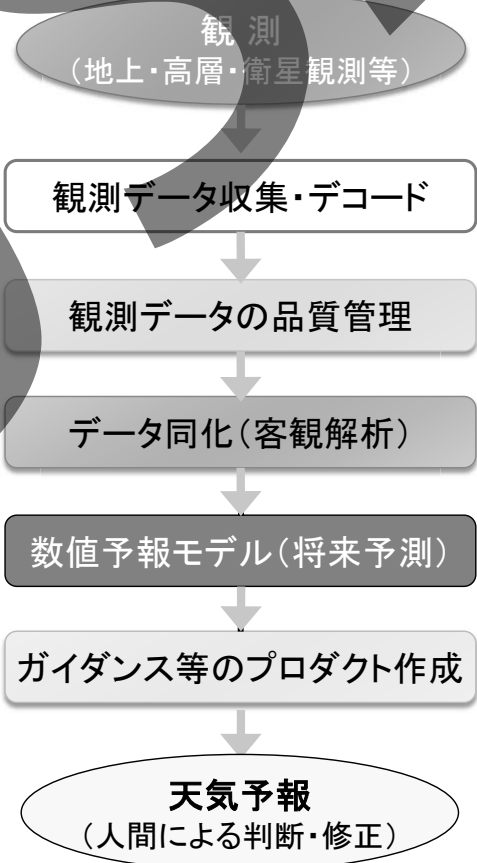 観 測
（地上・高層・衛星観測等）
観測データ収集・デコード
観測データの品質管理
データ同化（客観解析）
数値予報モデル（将来予測）
ガイダンス等のプロダクト作成
天気予報
（人間による判断・修正）